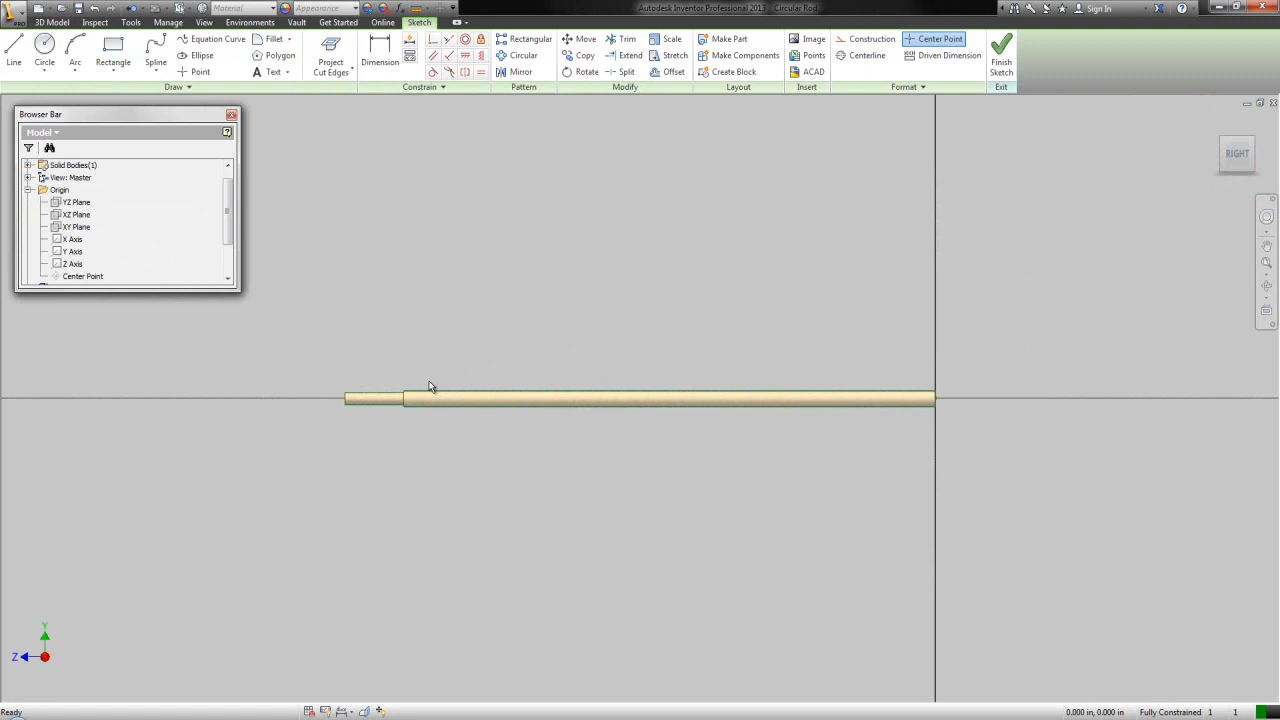 Material
Appearance
Autodesk Inventor Professional 2013
Circular Rod
Sign In
PRO
3D Model
Inspect
Tools
Manage
View
Environments
Vault
Get Started
Online
Sketch
Line
Circle
Arc
Rectangle
Spline
Equation Curve
Ellipse
Point
Fillet
Polygon
Text
Project
Cut Edges
Dimension
Rectangular
Circular
Mirror
Move
Copy
Rotate
Trim
Extend
Split
Scale
Stretch
Offset
Make Part
Make Components
Create Block
Image
Points
ACAD
Construction
Centerline
Center Point
Driven Dimension
Finish
Sketch
Draw
Constrain
Pattern
Modify
Layout
Insert
Format
Exit
Browser Bar
Model
Solid Bodies(1)
View: Master
Origin
YZ Plane
XZ Plane
XY Plane
X Axis
Y Axis
Z Axis
Center Point
RIGHT
Y
Z
Ready
0.000 in, 0.000 in
Fully Constrained
1
1